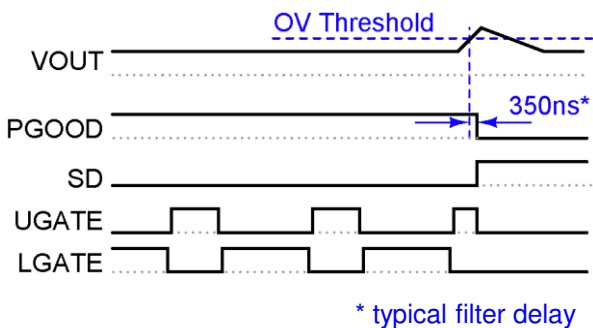 OV Threshold
VOUT
350ns*
PGOOD
SD
UGATE
LGATE
* typical filter delay